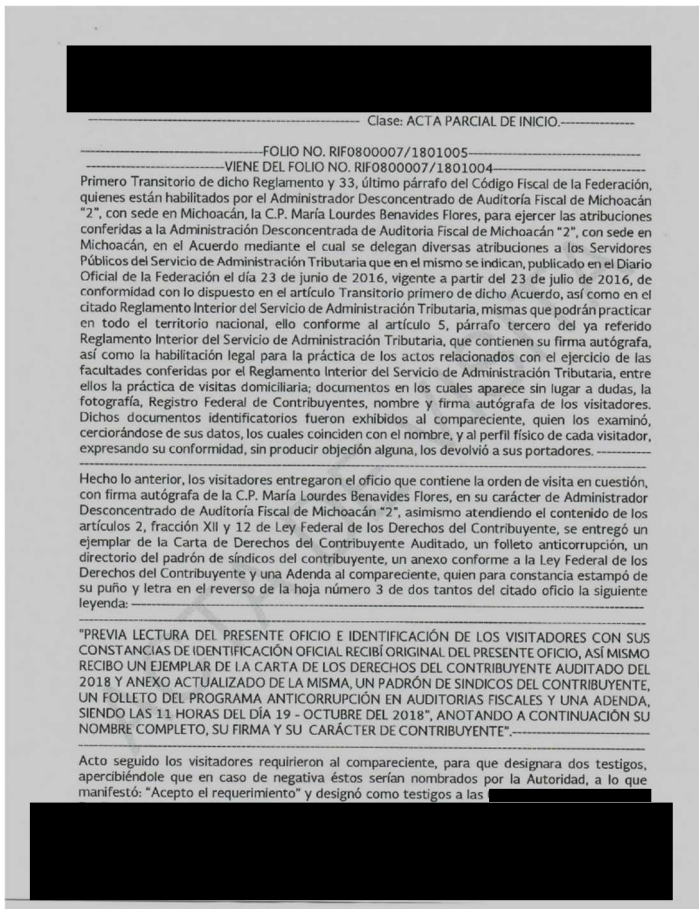 ---------------------------------------- Clase: ACTA PARCIAL DE INICIO.---------------
---------------------------FOLIO NO. RIF0800007/1801005--------------------------
--------------------VIENE DEL FOLIO NO. RIF0800007/1801004---------------------
Primero Transitorio de dicho Reglamento y 33, último párrafo del Código Fiscal de la Federación,
quienes están habilitados por el Administrador Desconcentrado de Auditoría Fiscal de Michoacán
"2", con sede en Michoacán, la C.P. María Lourdes Benavides Flores, para ejercer las atribuciones
conferidas a la Administración Desconcentrada de Auditoria Fiscal de Michoacán "2", con sede en
Michoacán, en el Acuerdo mediante el cual se delegan diversas atribuciones a los Servidores
Públicos del Servicio de Administración Tributaria que en el mismo se indican, publicado en el Diario
Oficial de la Federación el día 23 de junio de 2016, vigente a partir del 23 de julio de 2016, de
conformidad con lo dispuesto en el artículo Transitorio primero de dicho Acuerdo, así como en el
citado Reglamento Interior del Servicio de Administración Tributaria, mismas que podrán practicar
en todo el territorio nacional, ello conforme al artículo 5, párrafo tercero del ya referido
Reglamento Interior del Servicio de Administración Tributaria, que contienen su firma autógrafa,
así como la habilitación legal para la práctica de los actos relacionados con el ejercicio de las
facultades conferidas por el Reglamento Interior del Servicio de Administración Tributaria, entre
ellos la práctica de visitas domiciliaria; documentos en los cuales aparece sin lugar a dudas, la
fotografía, Registro Federal de Contribuyentes, nombre y firma autógrafa de los visitadores.
Dichos documentos identificatorios fueron exhibidos al compareciente, quien los examinó,
cerciorándose de sus datos, los cuales coinciden con el nombre, y al perfil físico de cada visitador,
expresando su conformidad, sin producir objeción alguna, los devolvió a sus portadores. ----------
Hecho lo anterior, los visitadores entregaron el oficio que contiene la orden de visita en cuestión,
con firma autógrafa de la C.P. María Lourdes Benavides Flores, en su carácter de Administrador
Desconcentrado de Auditoría Fiscal de Michoacán "2", asimismo atendiendo el contenido de los
artículos 2, fracción XII y 12 de Ley Federal de los Derechos del Contribuyente, se entregó un
ejemplar de la Carta de Derechos del Contribuyente Auditado, un folleto anticorrupción, un
directorio del padrón de síndicos del contribuyente, un anexo conforme a la Ley Federal de los
Derechos del Contribuyente y una Adenda al compareciente, quien para constancia estampó de
su puño y letra en el reverso de la hoja número 3 de dos tantos del citado oficio la siguiente
leyenda: ----------------------------------------
"PREVIA LECTURA DEL PRESENTE OFICIO E IDENTIFICACIÓN DE LOS VISITADORES CON SUS
CONSTANCIAS DE IDENTIFICACIÓN OFICIAL RECIBÍ ORIGINAL DEL PRESENTE OFICIO, ASÍ MISMO
RECIBO UN EJEMPLAR DE LA CARTA DE LOS DERECHOS DEL CONTRIBUYENTE AUDITADO DEL
2018 Y ANEXO ACTUALIZADO DE LA MISMA, UN PADRÓN DE SINDICOS DEL CONTRIBUYENTE,
UN FOLLETO DEL PROGRAMA ANTICORRUPCIÓN EN AUDITORIAS FISCALES Y UNA ADENDA,
SIENDO LAS 11 HORAS DEL DÍA 19 - OCTUBRE DEL 2018", ANOTANDO A CONTINUACIÓN SU
NOMBRE COMPLETO, SU FIRMA Y SU CARÁCTER DE CONTRIBUYENTE".--------------------
Acto seguido los visitadores requirieron al compareciente, para que designara dos testigos,
apercibiéndole que en caso de negativa éstos serían nombrados por la Autoridad, a lo que
manifestó: "Acepto el requerimiento" y designó como testigos a las